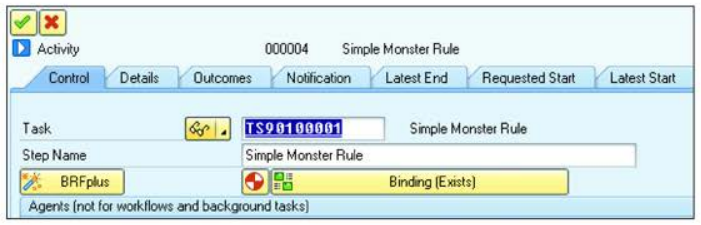 Activity 000004 Simple Monster Rule
Control Details Outcomes Notification Latest End Requested Start Latest Start
Task TS90100001 Simple Monster Rule
Step Name Simple Monster Rule
BRFplus Binding (Exists)
Agents (not for workflows and background tasks)